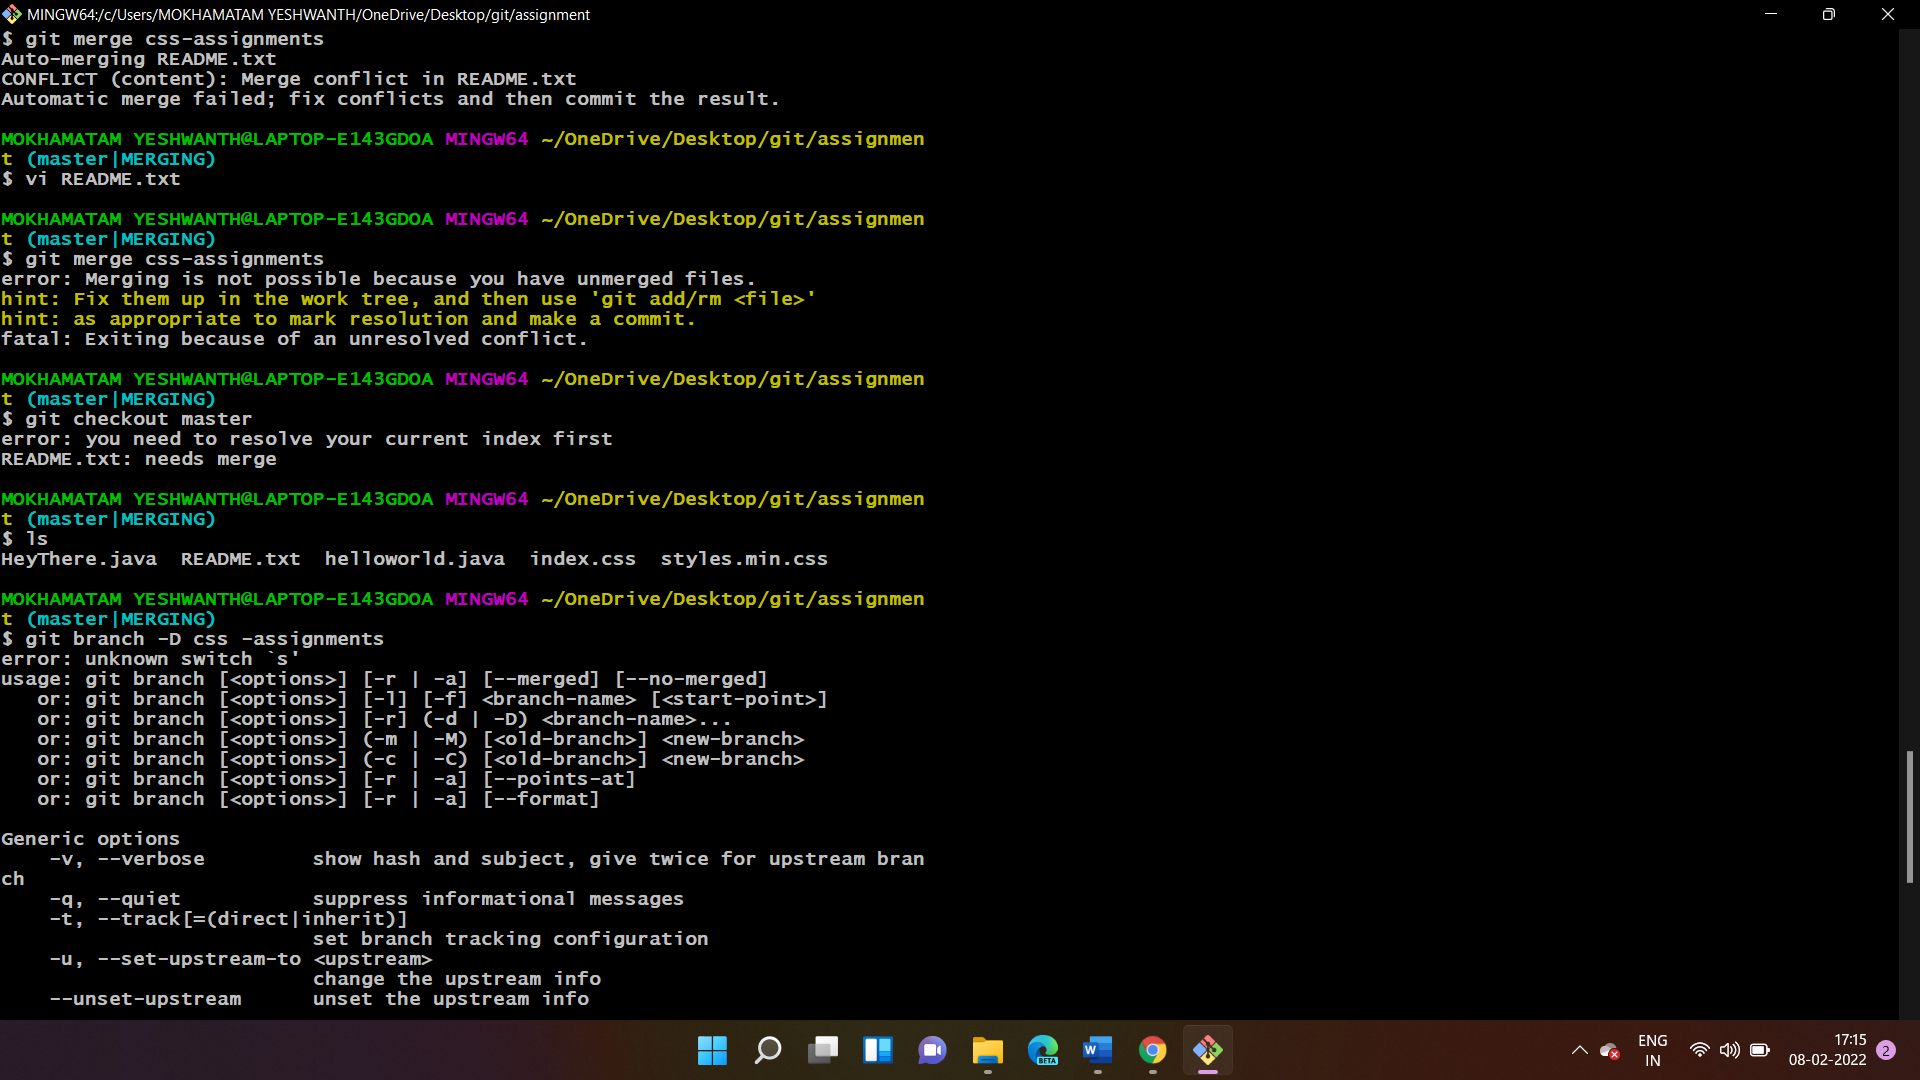 MINGW64:/c/Users/MOKHAMATAM YESHWANTH/OneDrive/Desktop/git/assignment
$ git merge css-assignments
Auto-merging README.txt
CONFLICT (content): Merge conflict in README.txt
Automatic merge failed; fix conflicts and then commit the result.
MOKHAMATAM YESHWANTH@LAPTOP-E143GDOA MINGW64 ~/OneDrive/Desktop/git/assignmen
t (master|MERGING)
$ vi README.txt
MOKHAMATAM YESHWANTH@LAPTOP-E143GDOA MINGW64 ~/OneDrive/Desktop/git/assignmen
t (master|MERGING)
$ git merge css-assignments
error: Merging is not possible because you have unmerged files.
hint: Fix them up in the work tree, and then use 'git add/rm <file>'
hint: as appropriate to mark resolution and make a commit.
fatal: Exiting because of an unresolved conflict.
MOKHAMATAM YESHWANTH@LAPTOP-E143GDOA MINGW64 ~/OneDrive/Desktop/git/assignmen
t (master|MERGING)
$ git checkout master
error: you need to resolve your current index first
README.txt: needs merge
MOKHAMATAM YESHWANTH@LAPTOP-E143GDOA MINGW64 ~/OneDrive/Desktop/git/assignmen
t (master|MERGING)
$ ls
HeyThere.java  README.txt  helloworld.java  index.css  styles.min.css
MOKHAMATAM YESHWANTH@LAPTOP-E143GDOA MINGW64 ~/OneDrive/Desktop/git/assignmen
t (master|MERGING)
$ git branch -D css -assignments
error: unknown switch `s'
usage: git branch [<options>] [-r | -a] [--merged] [--no-merged]
   or: git branch [<options>] [-l] [-f] <branch-name> [<start-point>]
   or: git branch [<options>] [-r] (-d | -D) <branch-name>...
   or: git branch [<options>] (-m | -M) [<old-branch>] <new-branch>
   or: git branch [<options>] (-c | -C) [<old-branch>] <new-branch>
   or: git branch [<options>] [-r | -a] [--points-at]
   or: git branch [<options>] [-r | -a] [--format]
Generic options
    -v, --verbose         show hash and subject, give twice for upstream bran
ch
    -q, --quiet           suppress informational messages
    -t, --track[=(direct|inherit)]
                          set branch tracking configuration
    -u, --set-upstream-to <upstream>
                          change the upstream info
    --unset-upstream      unset the upstream info
BETA
W
ENG
IN
17:15
08-02-2022
2